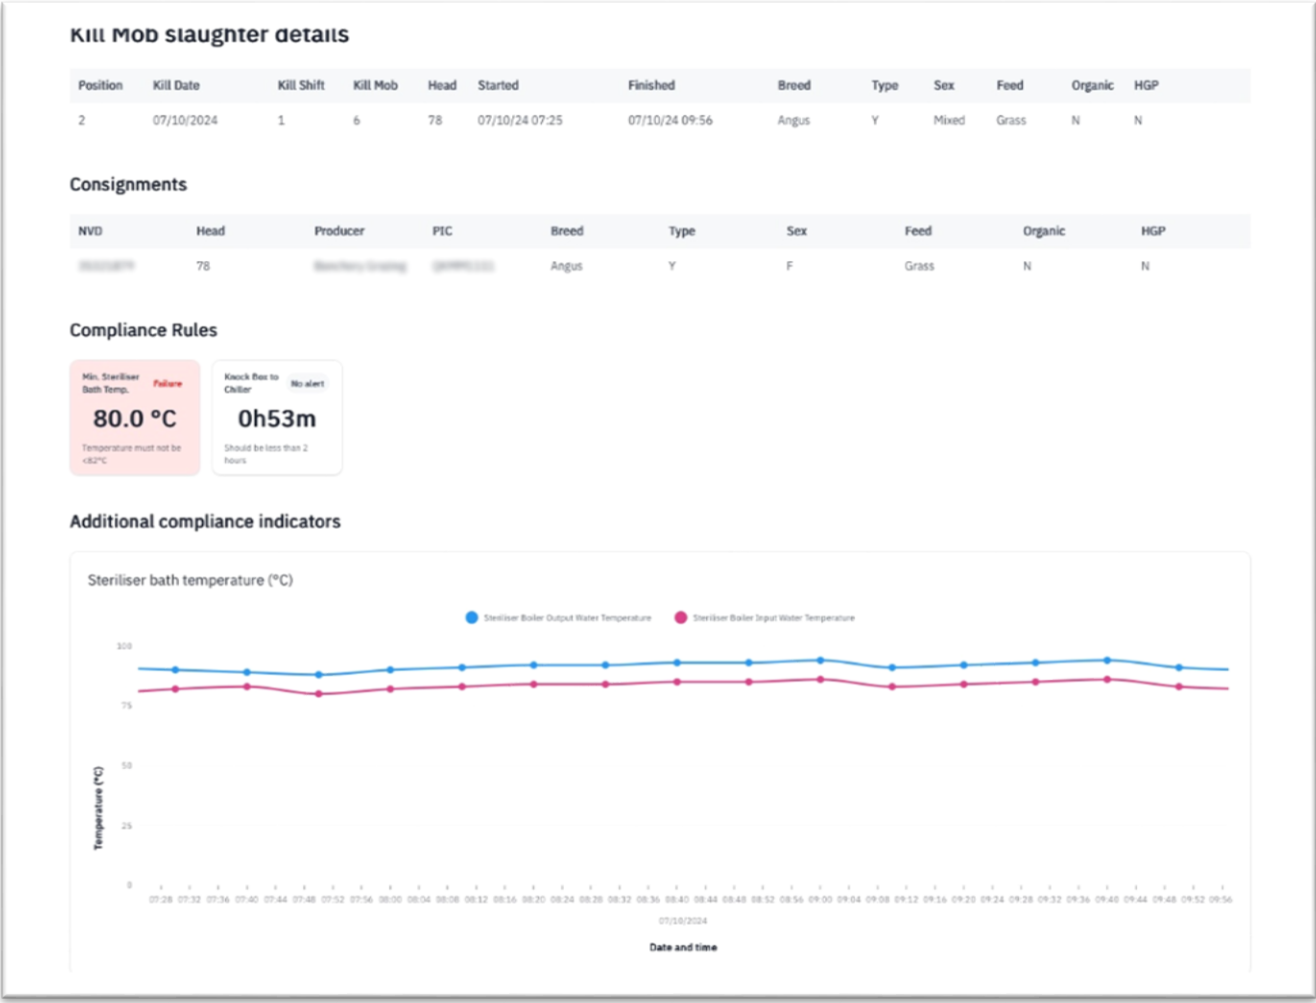 Kill Mob slaughter details
Position Kill Date Kill Shift Kill Mob Head Started Finished Breed Type Sex Feed Organic HGP
2 07/10/2024 1 6 78 07/10/24 07:25 07/10/24 09:56 Angus Y Mixed Grass N N
Consignments
NVD Head Producer PIC Breed Type Sex Feed Organic HGP
78 Angus Y F Grass N N
Compliance Rules
Min. Steriliser
Bath Temp.
Failure
80.0 °C
Temperature must not be
<82°C
Knock Box to
Chiller
No alert
0h53m
Should be less than 2
hours
Additional compliance indicators
Steriliser bath temperature (°C)
Steriliser Boiler Output Water Temperature Steriliser Boiler Input Water Temperature
100
75
50
25
0
Temperature (°C)
07:28 07:32 07:36 07:40 07:44 07:48 07:52 07:56 08:00 08:04 08:08 08:12 08:16 08:20 08:24 08:28 08:32 08:36 08:40 08:44 08:48 08:52 08:56 09:00 09:04 09:08 09:12 09:16 09:20 09:24 09:28 09:32 09:36 09:40 09:44 09:48 09:52 09:56
07/10/2024
Date and time